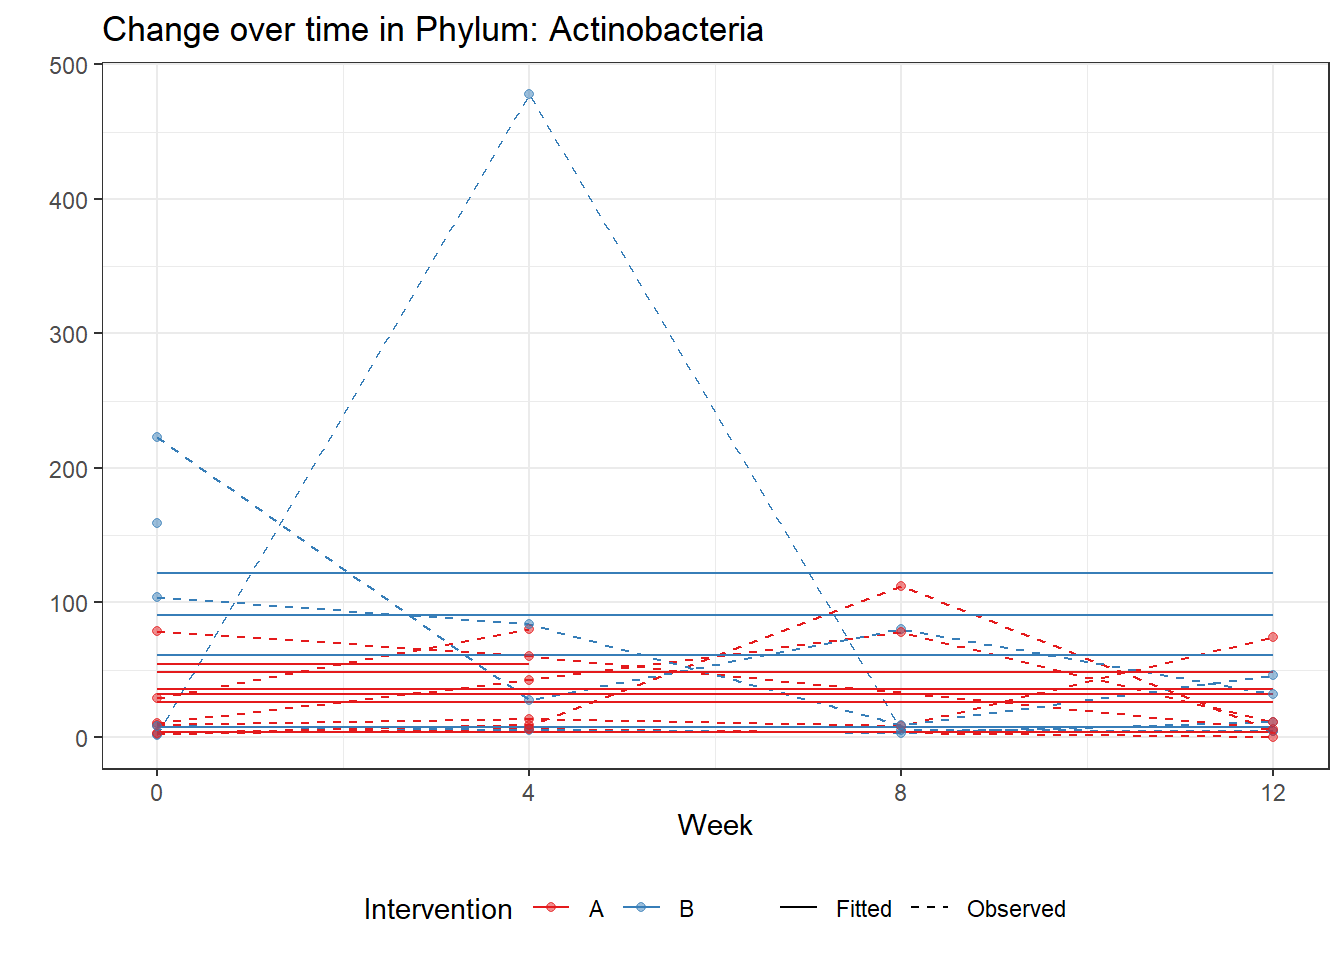 Change over time in Phylum: Actinobacteria
500
400
300
200
100
0
0 4 8 12
Week
Intervention A B Fitted Observed